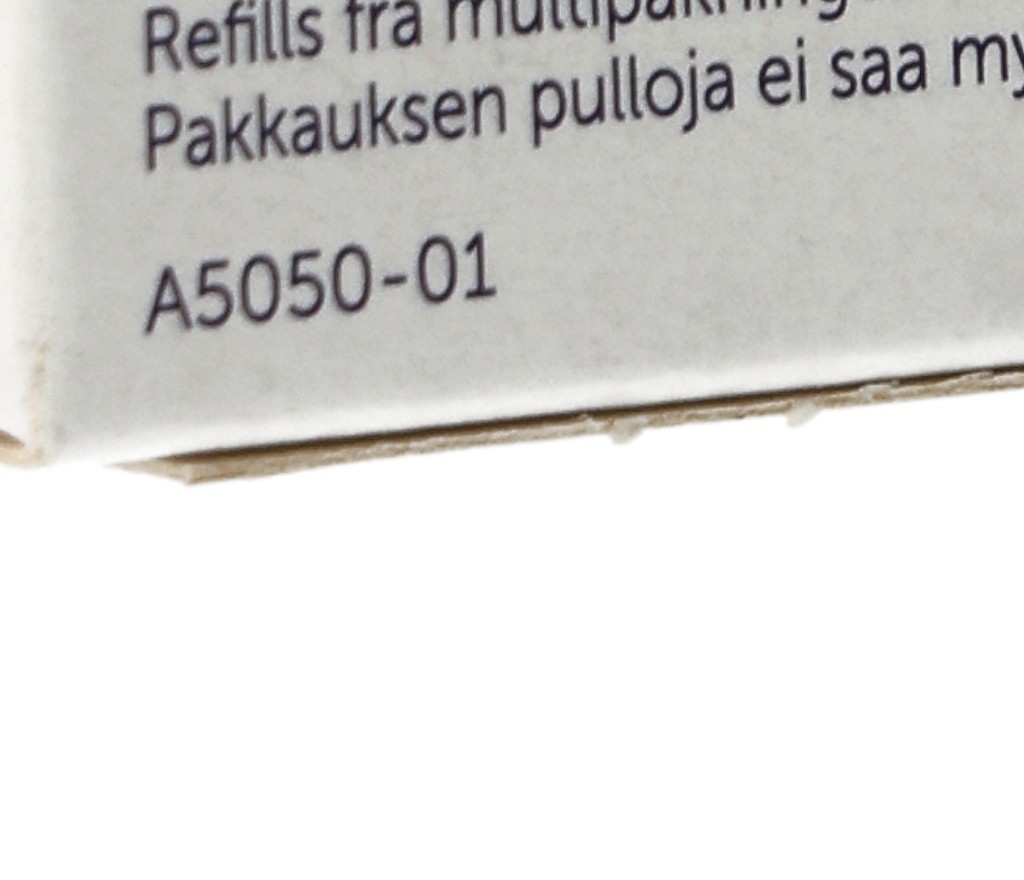 Refills fra
Pakkauksen pulloja ei saa
A5050-01